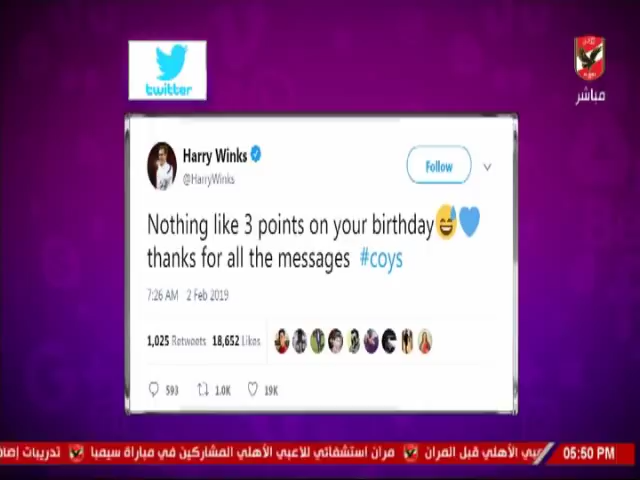 twitter
مباشر
Harry Winks
@HarryWinks
Follow
Nothing like 3 points on your birthday😅💙
thanks for all the messages #coys
7:26 AM 2 Feb 2019
1,025 Retweets 18,652 Likes
593 1.0K 19K
عبي الأهلي قبل المران مران استشفائي للاعبي الأهلي المشاركين في مباراة سيمبا تدريبات إضاف
05:50 PM